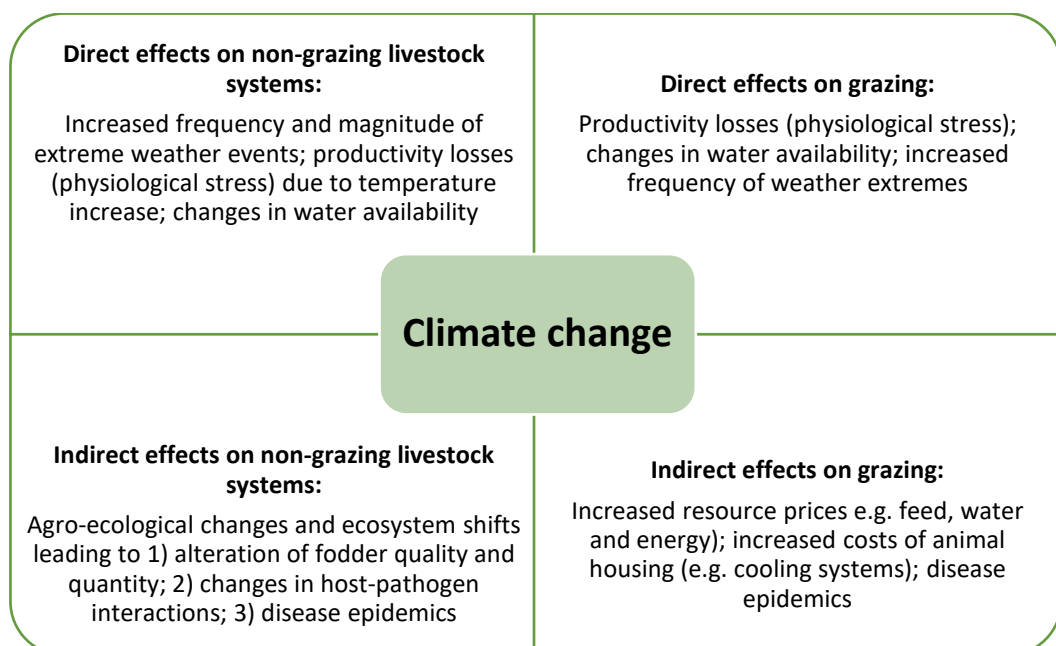 Direct effects on non-grazing livestock
systems:
Increased frequency and magnitude of
extreme weather events; productivity losses
(physiological stress) due to temperature
increase; changes in water availability
Direct effects on grazing:
Productivity losses (physiological stress);
changes in water availability; increased
frequency of weather extremes
Climate change
Indirect effects on non-grazing livestock
systems:
Agro-ecological changes and ecosystem shifts
leading to 1) alteration of fodder quality and
quantity; 2) changes in host-pathogen
interactions; 3) disease epidemics
Indirect effects on grazing:
Increased resource prices e.g. feed, water
and energy); increased costs of animal
housing (e.g. cooling systems); disease
epidemics